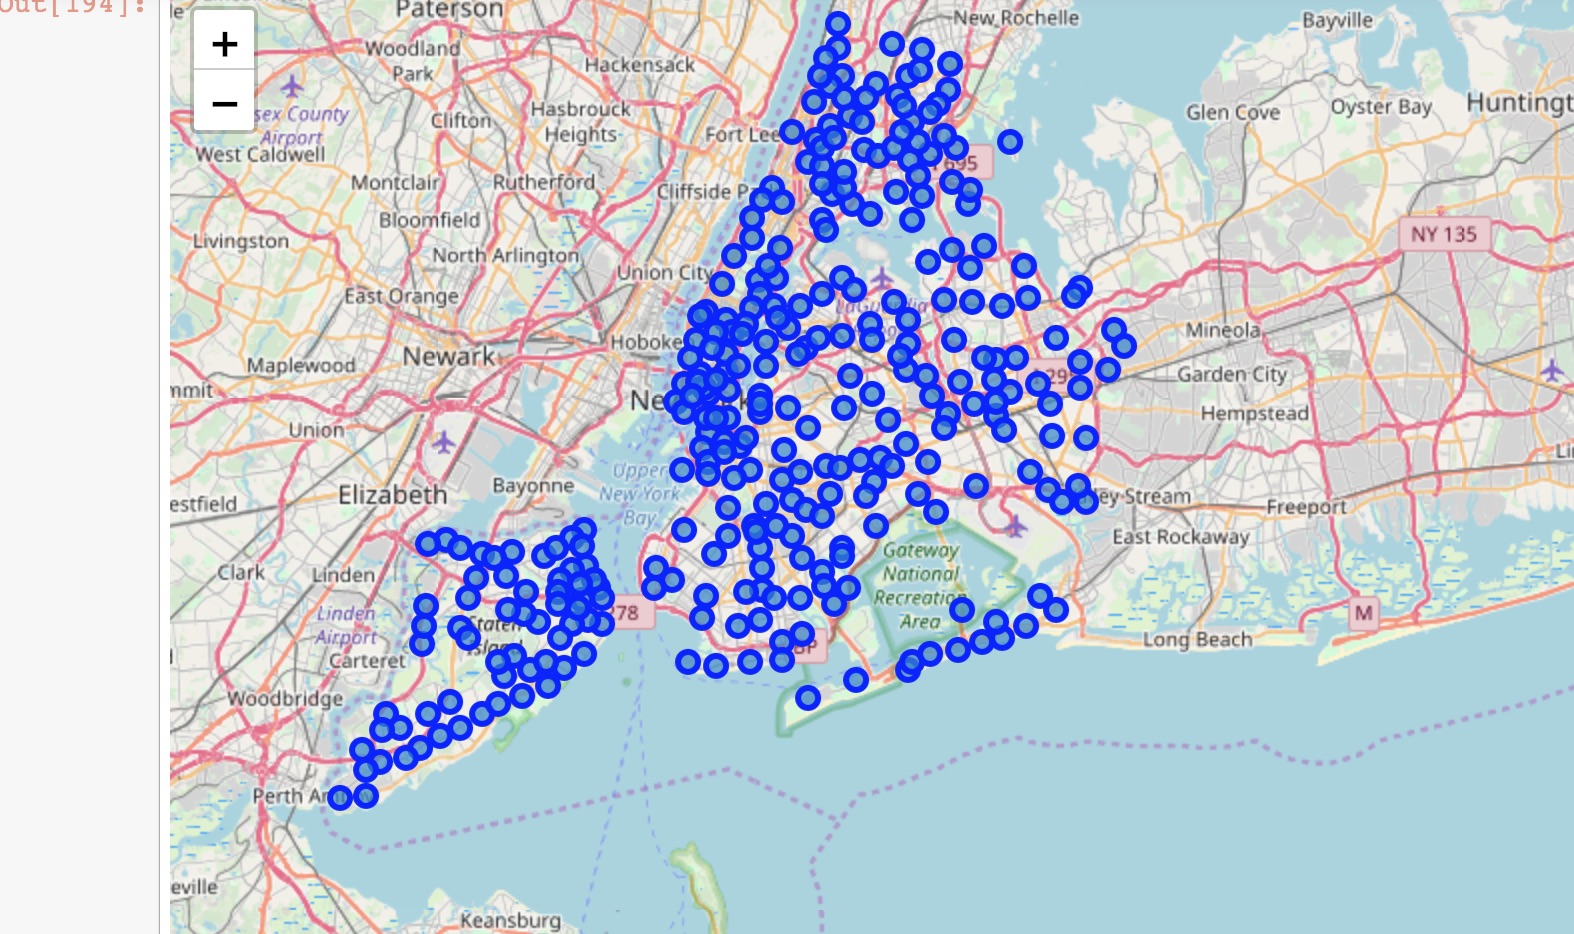 Out[194]:
+
−
Paterson
New Rochelle
Bayville
Woodland
Park
Hackensack
sex County
Airport
Clifton
Hasbrouck
Heights
Fort Lee
Glen Cove
Oyster Bay
Huntingt
West Caldwell
Montclair
Rutherford
Cliffside Pa
695
Bloomfield
Livingston
North Arlington
NY 135
Union City
East Orange
LaGuardia
Mineola
Hoboke
Maplewood
Newark
Garden City
mmit
New
k
Hempstead
Union
Upper
New York
Bay
Elizabeth
Bayonne
ey Stream
Freeport
estfield
East Rockaway
Gateway
National
Recreation
Area
Clark
Linden
Linden
Airport
278
Staten
Island
M
Long Beach
Carteret
BP
Woodbridge
Perth Am
eville
Keansburg